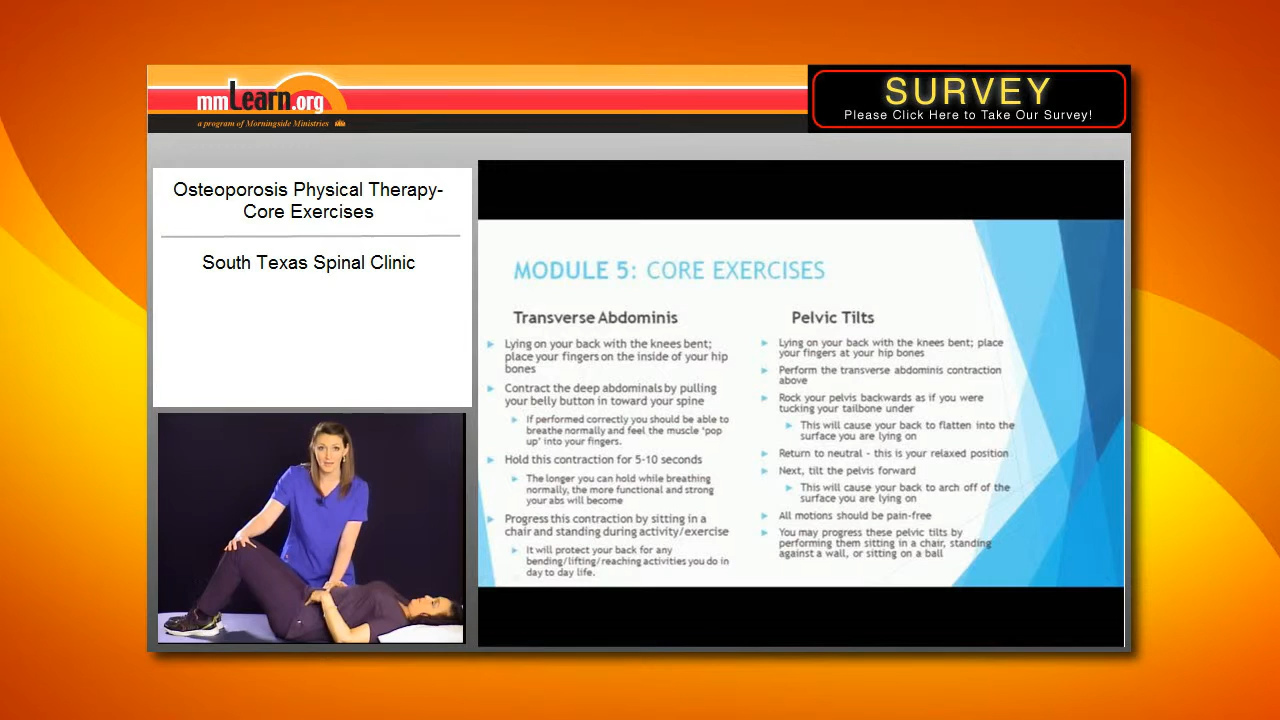 mmLearn.org
a program of Morningside Ministries
SURVEY
Please Click Here to Take Our Survey!
Osteoporosis Physical Therapy-
Core Exercises
South Texas Spinal Clinic
MODULE 5: CORE EXERCISES
Transverse Abdominis
Lying on your back with the knees bent;
place your fingers on the inside of your hip
bones
Contract the deep abdominals by pulling
your belly button in toward your spine
If performed correctly you should be able to
breathe normally and feel the muscle ‘pop
up’ into your fingers.
Hold this contraction for 5-10 seconds
The longer you can hold while breathing
normally, the more functional and strong
your abs will become
Progress this contraction by sitting in a
chair and standing during activity/exercise
It will protect your back for any
bending/lifting/reaching activities you do in
day to day life.
Pelvic Tilts
Lying on your back with the knees bent; place
your fingers at your hip bones
Perform the transverse abdominis contraction
above
Rock your pelvis backwards as if you were
tucking your tailbone under
This will cause your back to flatten into the
surface you are lying on
Return to neutral - this is your relaxed position
Next, tilt the pelvis forward
This will cause your back to arch off of the
surface you are lying on
All motions should be pain-free
You may progress these pelvic tilts by
performing them sitting in a chair, standing
against a wall, or sitting on a ball